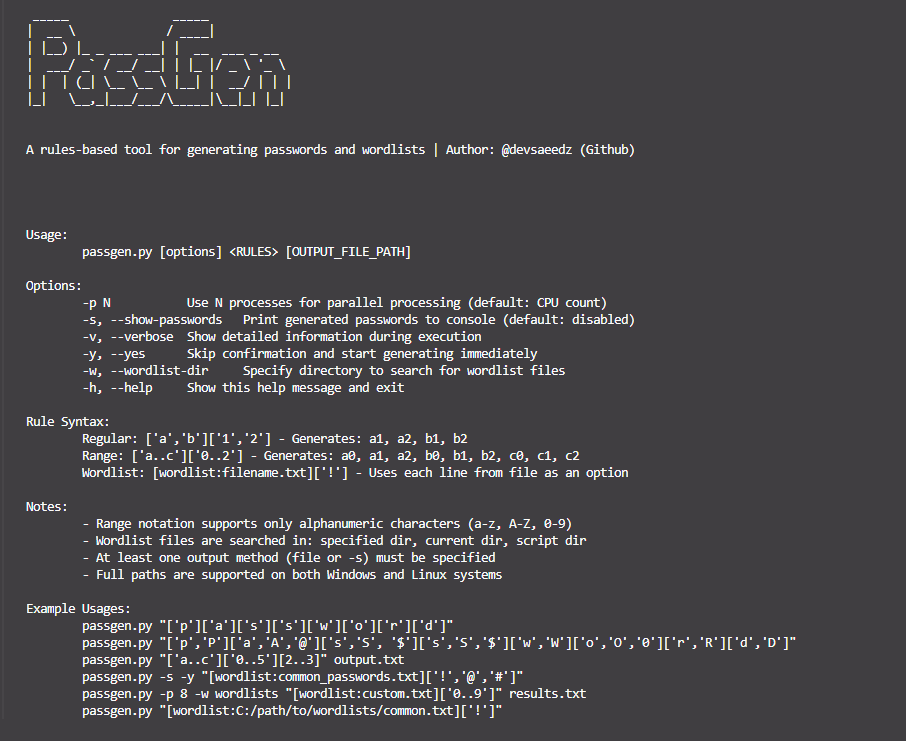 PassGen
A rules-based tool for generating passwords and wordlists | Author: @devsaeedz (Github)
Usage:
passgen.py [options] <RULES> [OUTPUT_FILE_PATH]
Options:
-p N Use N processes for parallel processing (default: CPU count)
-s, --show-passwords Print generated passwords to console (default: disabled)
-v, --verbose Show detailed information during execution
-y, --yes Skip confirmation and start generating immediately
-w, --wordlist-dir Specify directory to search for wordlist files
-h, --help Show this help message and exit
Rule Syntax:
Regular: ['a','b']['1','2'] - Generates: a1, a2, b1, b2
Range: ['a..c']['0..2'] - Generates: a0, a1, a2, b0, b1, b2, c0, c1, c2
Wordlist: [wordlist:filename.txt]['!'] - Uses each line from file as an option
Notes:
- Range notation supports only alphanumeric characters (a-z, A-Z, 0-9)
- Wordlist files are searched in: specified dir, current dir, script dir
- At least one output method (file or -s) must be specified
- Full paths are supported on both Windows and Linux systems
Example Usages:
passgen.py "['p']['a']['s']['s']['w']['o']['r']['d']"
passgen.py "['p','P']['a','A','@']['s','S', '$']['s','S','$']['w','W']['o','O','0']['r','R']['d','D']"
passgen.py "['a..c']['0..5'][2..3]" output.txt
passgen.py -s -y "[wordlist:common_passwords.txt]['!','@','#']"
passgen.py -p 8 -w wordlists "[wordlist:custom.txt]['0..9']" results.txt
passgen.py "[wordlist:C:/path/to/wordlists/common.txt]['!']"